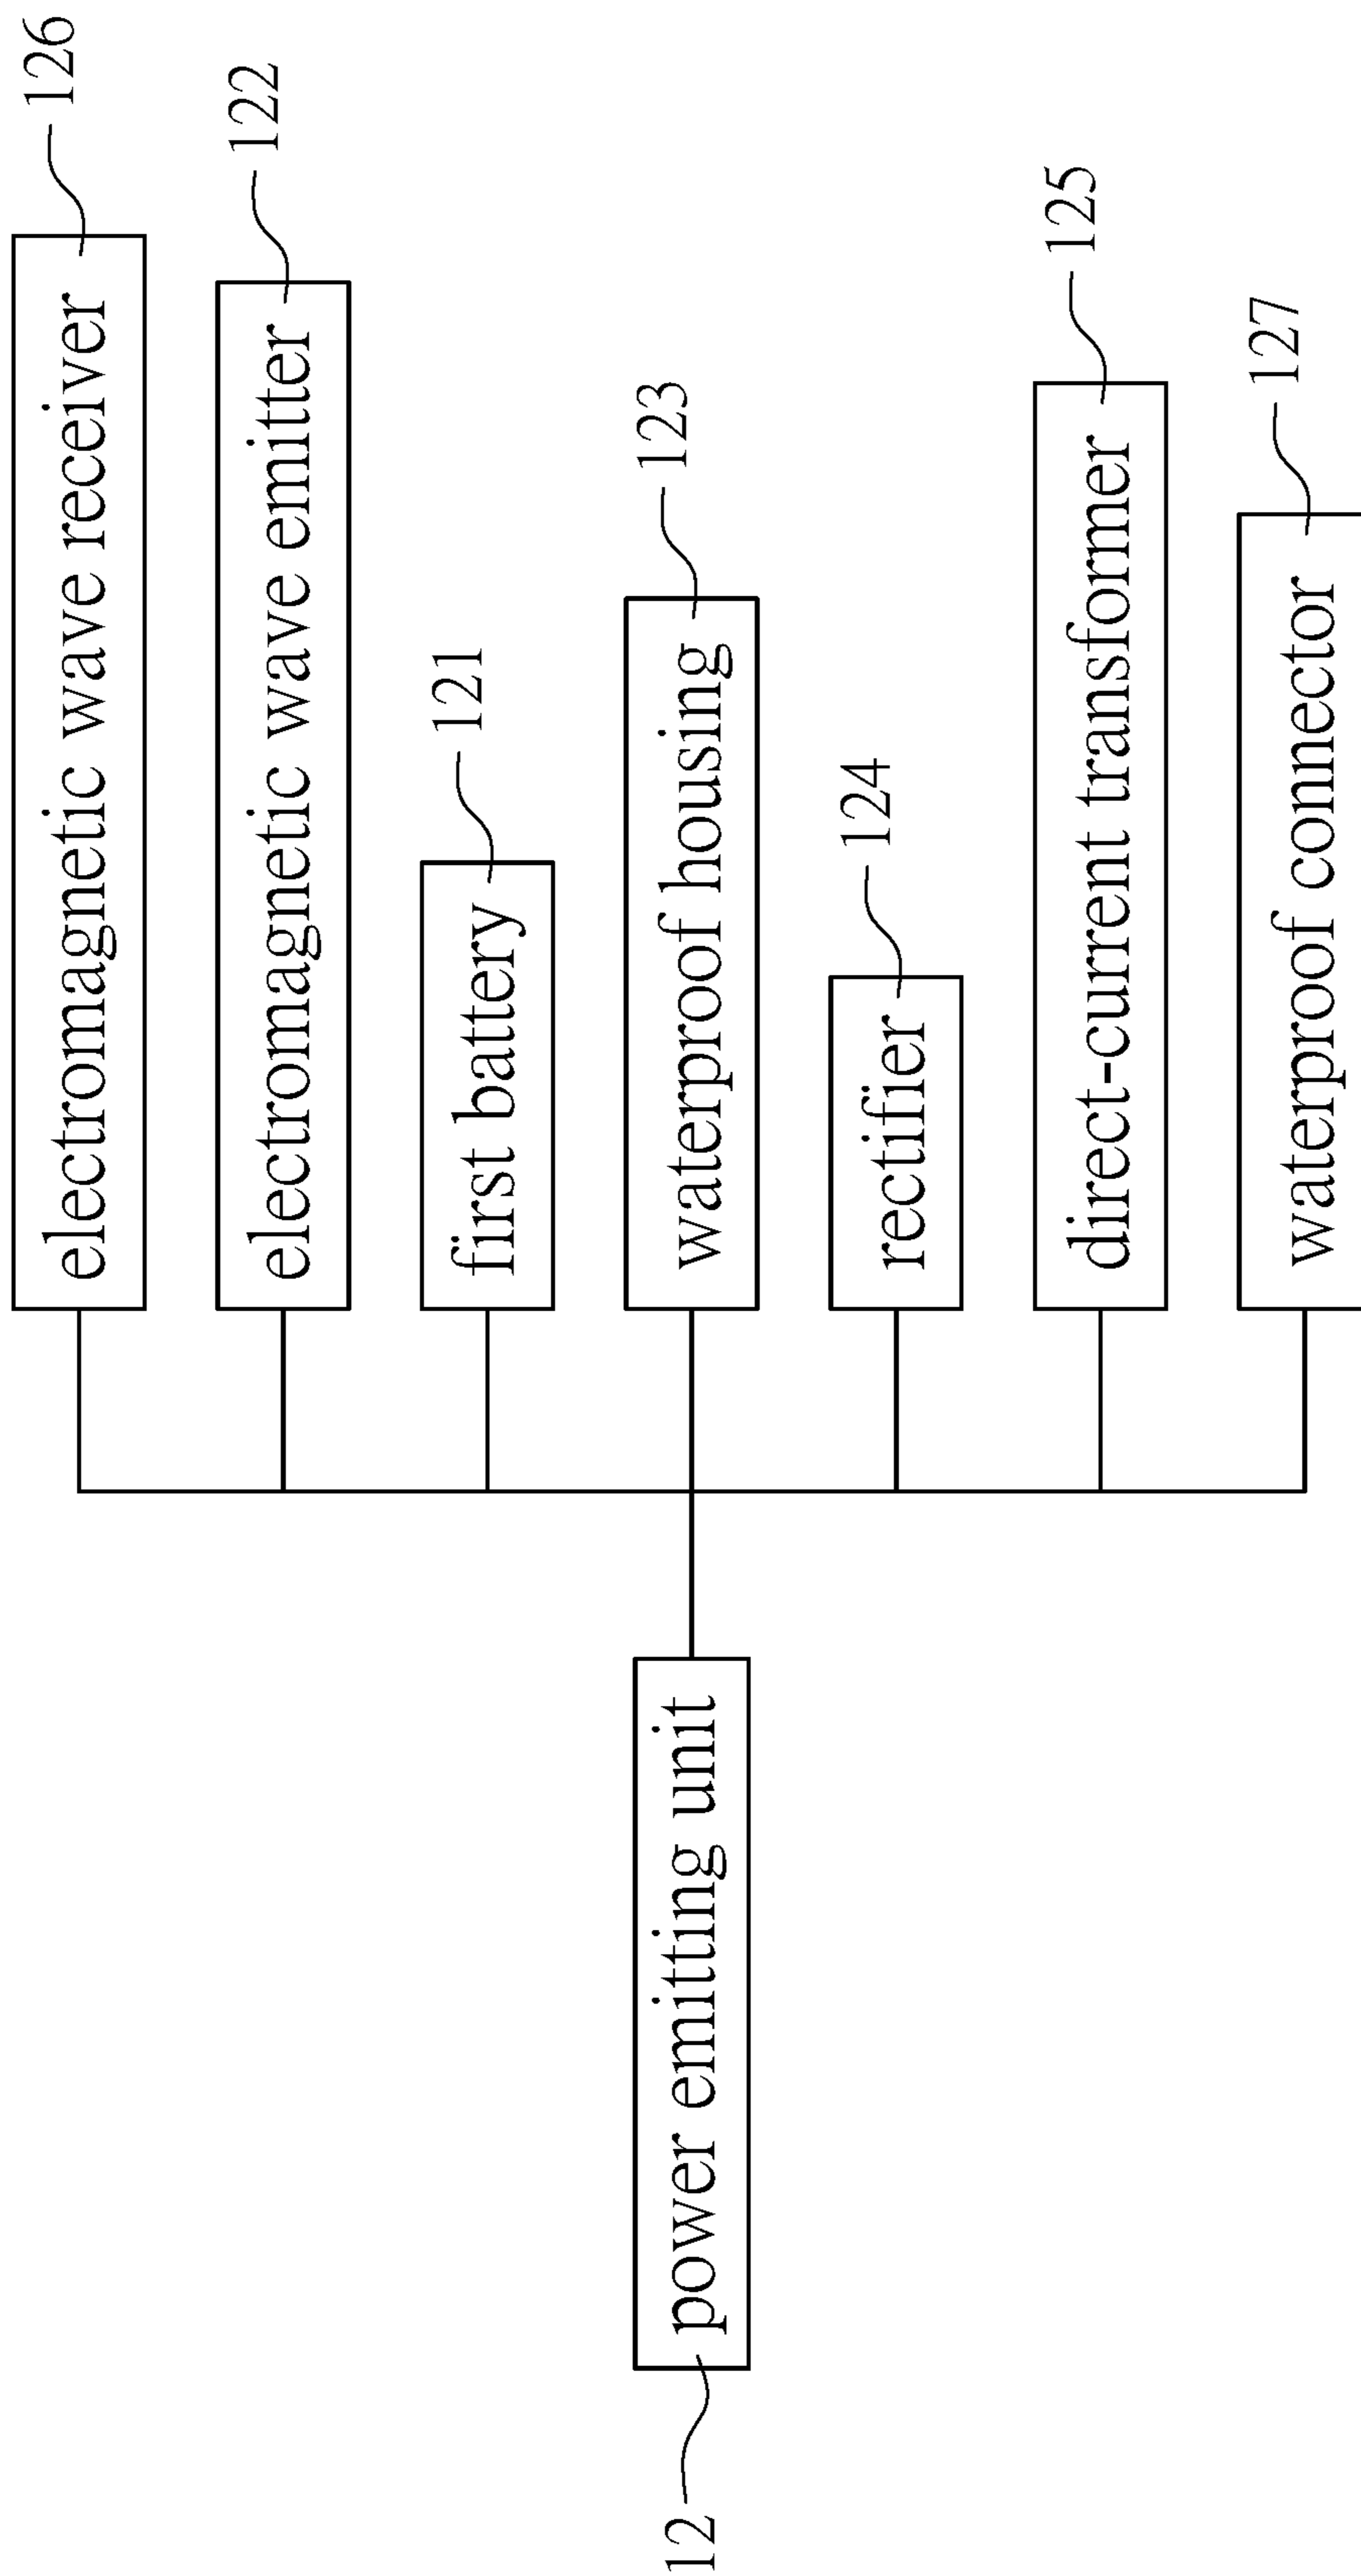 electromagnetic wave receiver 126
electromagnetic wave emitter 122
first battery 121
12 power emitting unit
waterproof housing 123
rectifier 124
direct-current transformer 125
waterproof connector 127